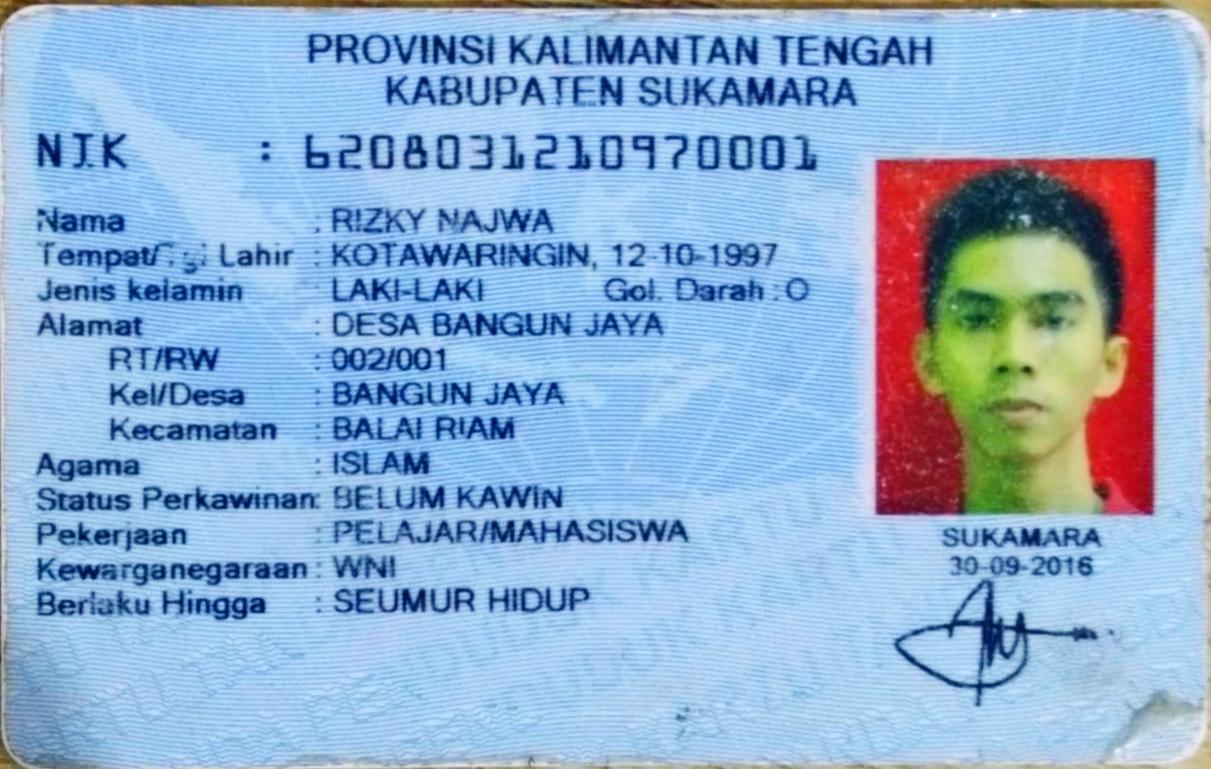 PROVINSI KALIMANTAN TENGAH
KABUPATEN SUKAMARA
NIK : 6208031210970001
Nama : RIZKY NAJWA
Tempat/Tgl Lahir : KOTAWARINGIN, 12-10-1997
Jenis kelamin : LAKI-LAKI Gol. Darah : O
Alamat : DESA BANGUN JAYA
RT/RW : 002/001
Kel/Desa : BANGUN JAYA
Kecamatan : BALAI RIAM
Agama : ISLAM
Status Perkawinan: BELUM KAWIN
Pekerjaan : PELAJAR/MAHASISWA
Kewarganegaraan : WNI
Berlaku Hingga : SEUMUR HIDUP
SUKAMARA
30-09-2016